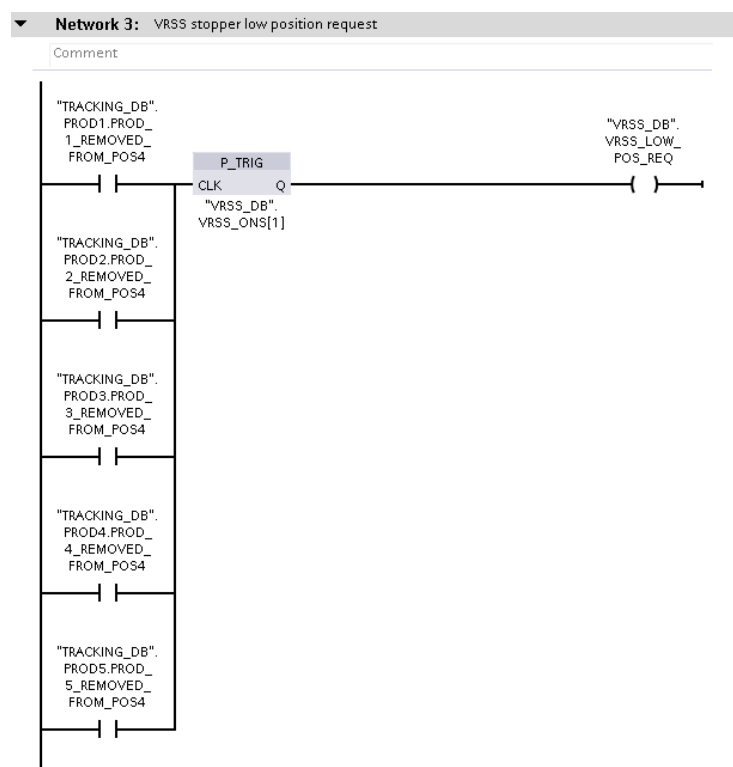 Network 3: VRSS stopper low position request
Comment
"TRACKING_DB".
PROD1.PROD_
1_REMOVED_
FROM_POS4
P_TRIG
CLK Q
"VRSS_DB".
VRSS_ONS[1]
"VRSS_DB".
VRSS_LOW_
POS_REQ
"TRACKING_DB".
PROD2.PROD_
2_REMOVED_
FROM_POS4
"TRACKING_DB".
PROD3.PROD_
3_REMOVED_
FROM_POS4
"TRACKING_DB".
PROD4.PROD_
4_REMOVED_
FROM_POS4
"TRACKING_DB".
PROD5.PROD_
5_REMOVED_
FROM_POS4